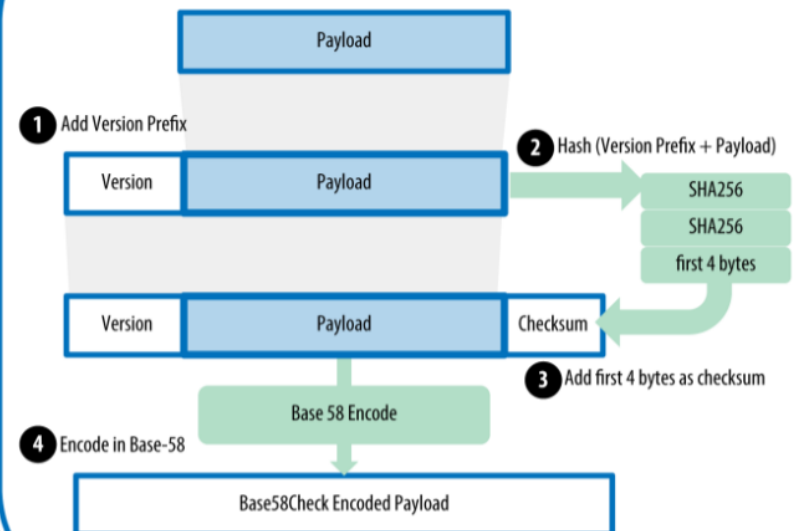 Payload
1 Add Version Prefix
2 Hash (Version Prefix + Payload)
Version Payload
SHA256
SHA256
first 4 bytes
Version Payload Checksum
3 Add first 4 bytes as checksum
Base 58 Encode
4 Encode in Base-58
Base58Check Encoded Payload